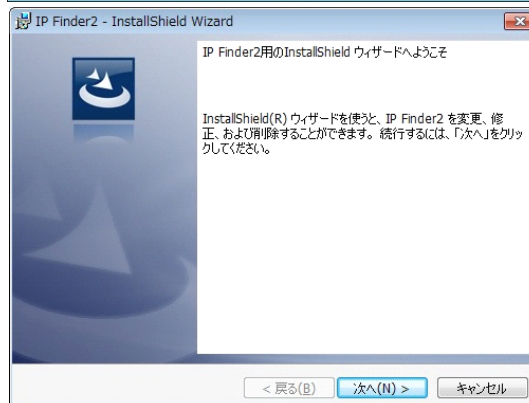 IP Finder2 - InstallShield Wizard
IP Finder2用のInstallShield ウィザードへようこそ
InstallShield(R) ウィザードを使うと、IP Finder2 を変更、修
正、および削除することができます。続行するには、「次へ」をクリッ
クしてください。
< 戻る(B) 次へ(N) > キャンセル